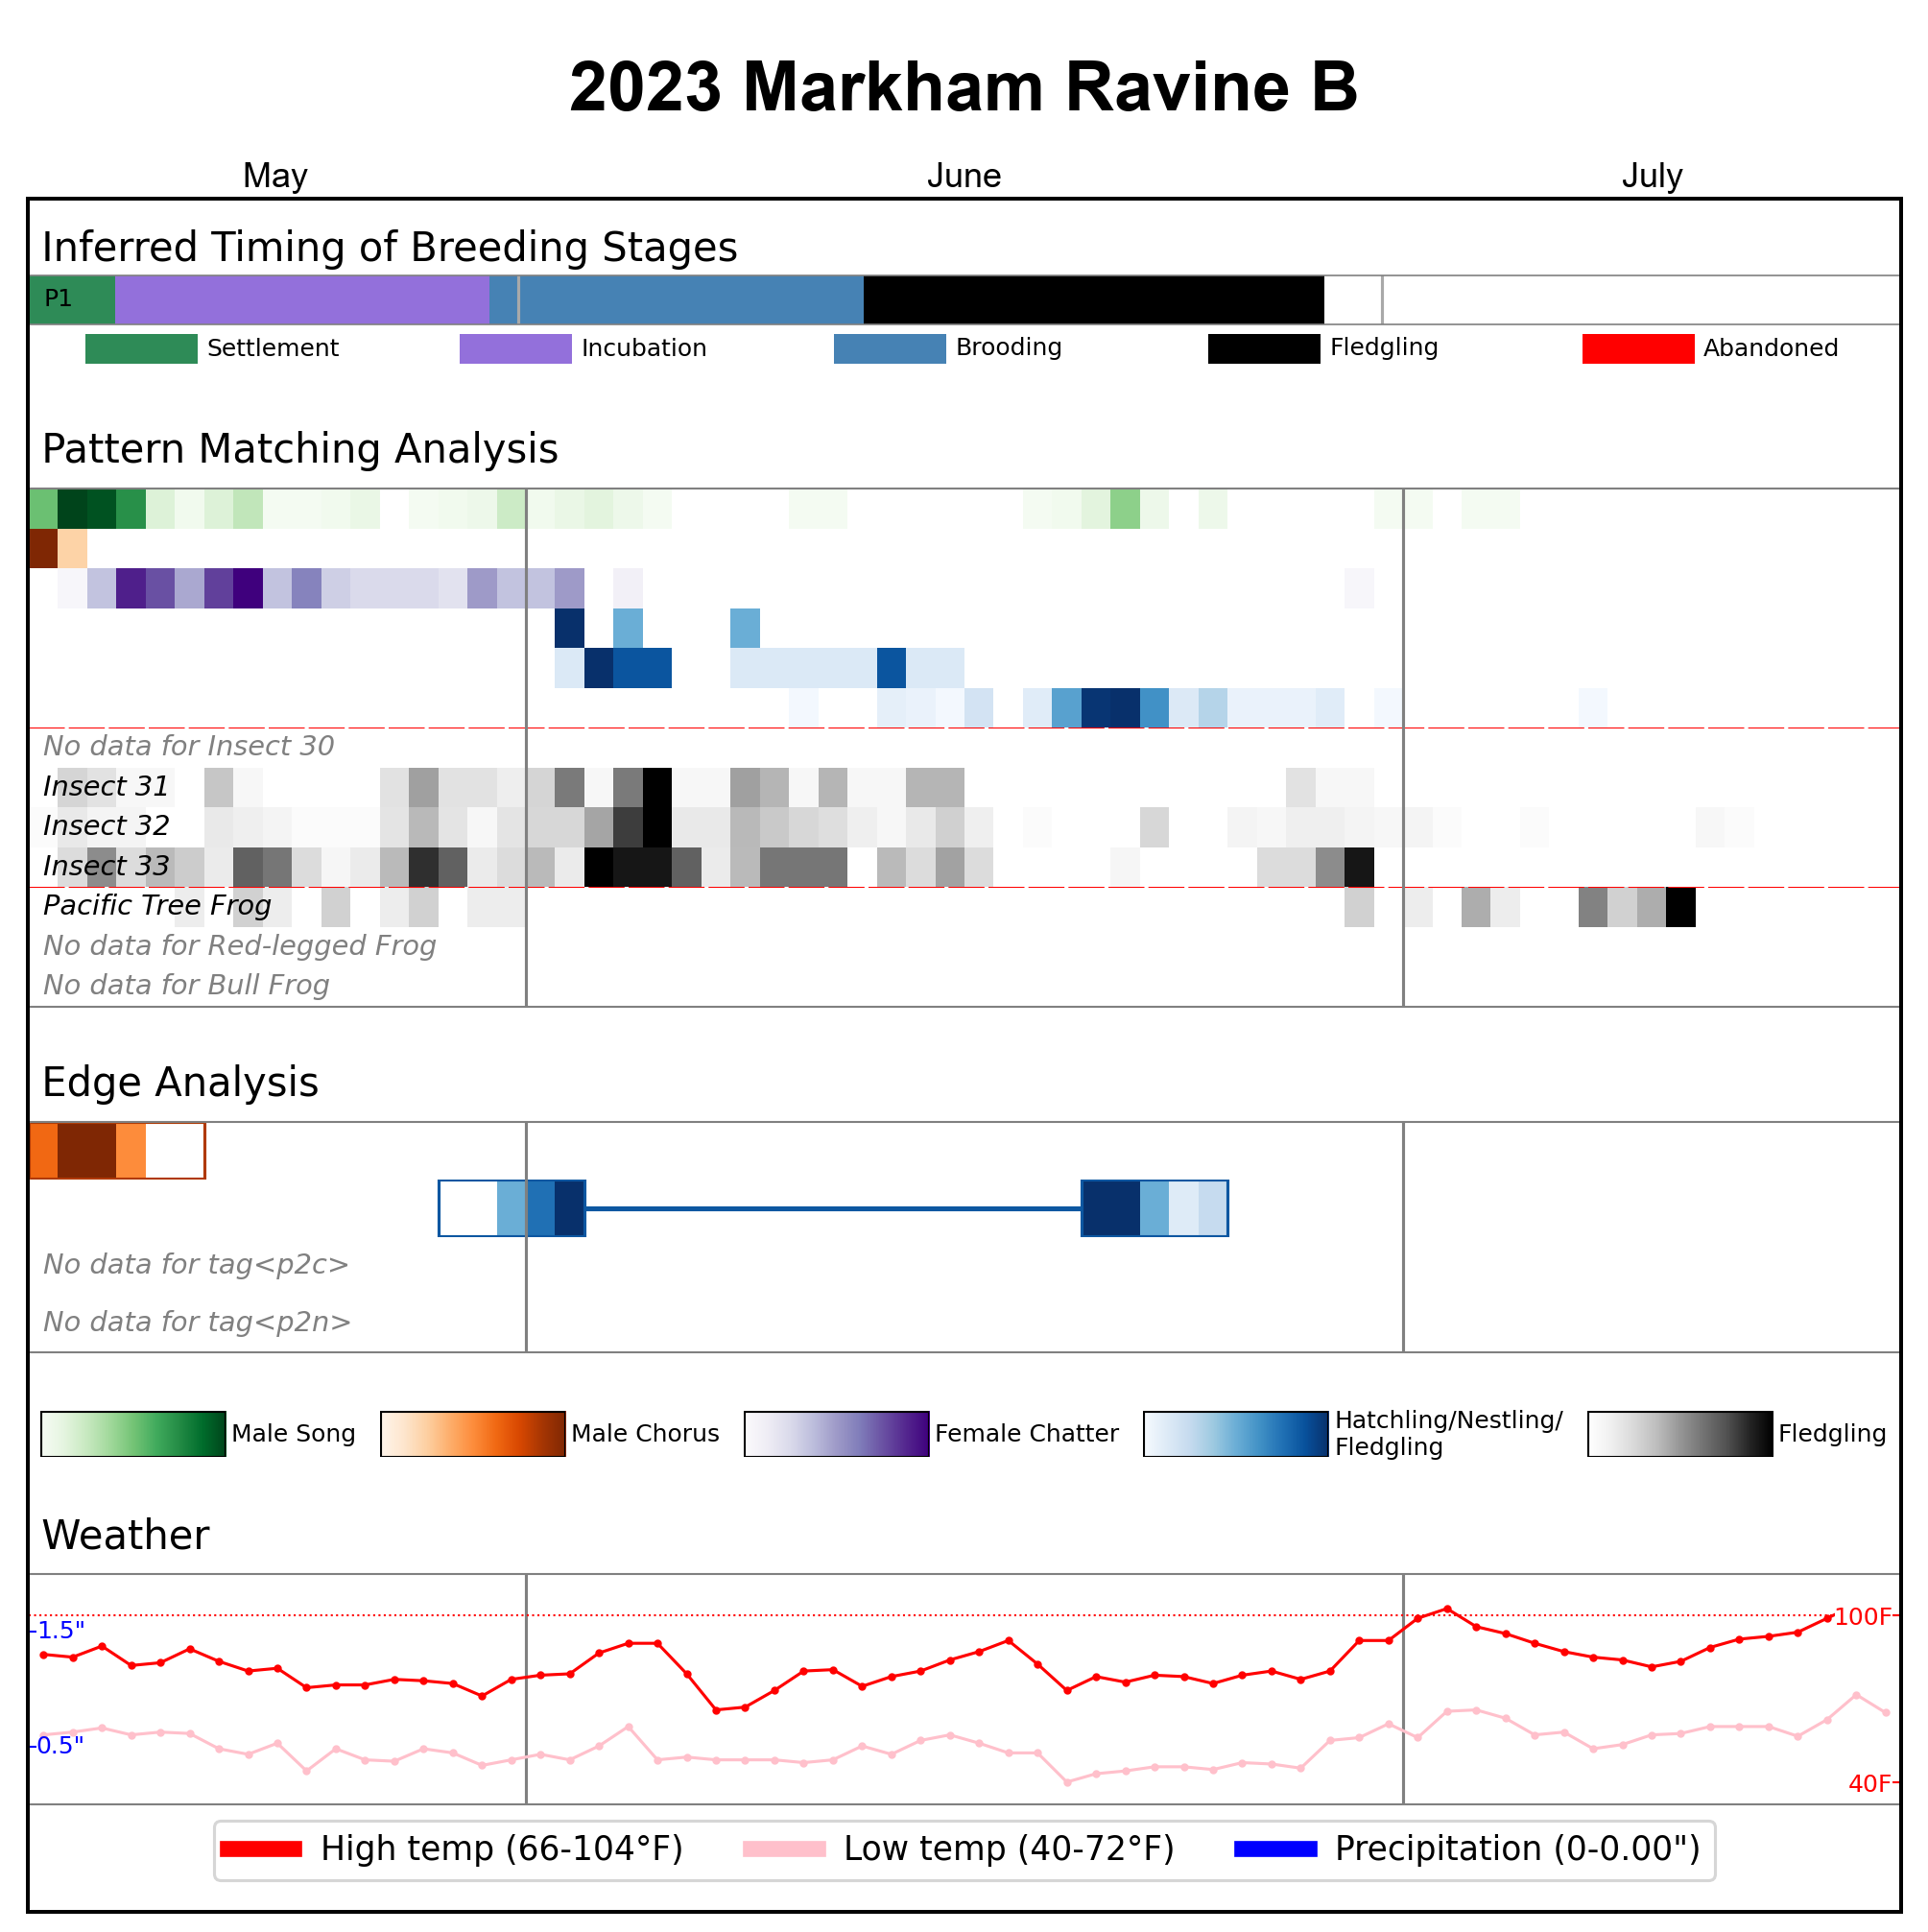 2023 Markham Ravine B
May
June
July
Inferred Timing of Breeding Stages
P1
Settlement
Incubation
Brooding
Fledgling
Abandoned
Pattern Matching Analysis
No data for Insect 30
Insect 31
Insect 32
Insect 33
Pacific Tree Frog
No data for Red-legged Frog
No data for Bull Frog
Edge Analysis
No data for tag<p2c>
No data for tag<p2n>
Male Song
Male Chorus
Female Chatter
Hatchling/Nestling/
Fledgling
Fledgling
Weather
1.5"
100F
0.5"
40F
High temp (66-104°F)
Low temp (40-72°F)
Precipitation (0-0.00")